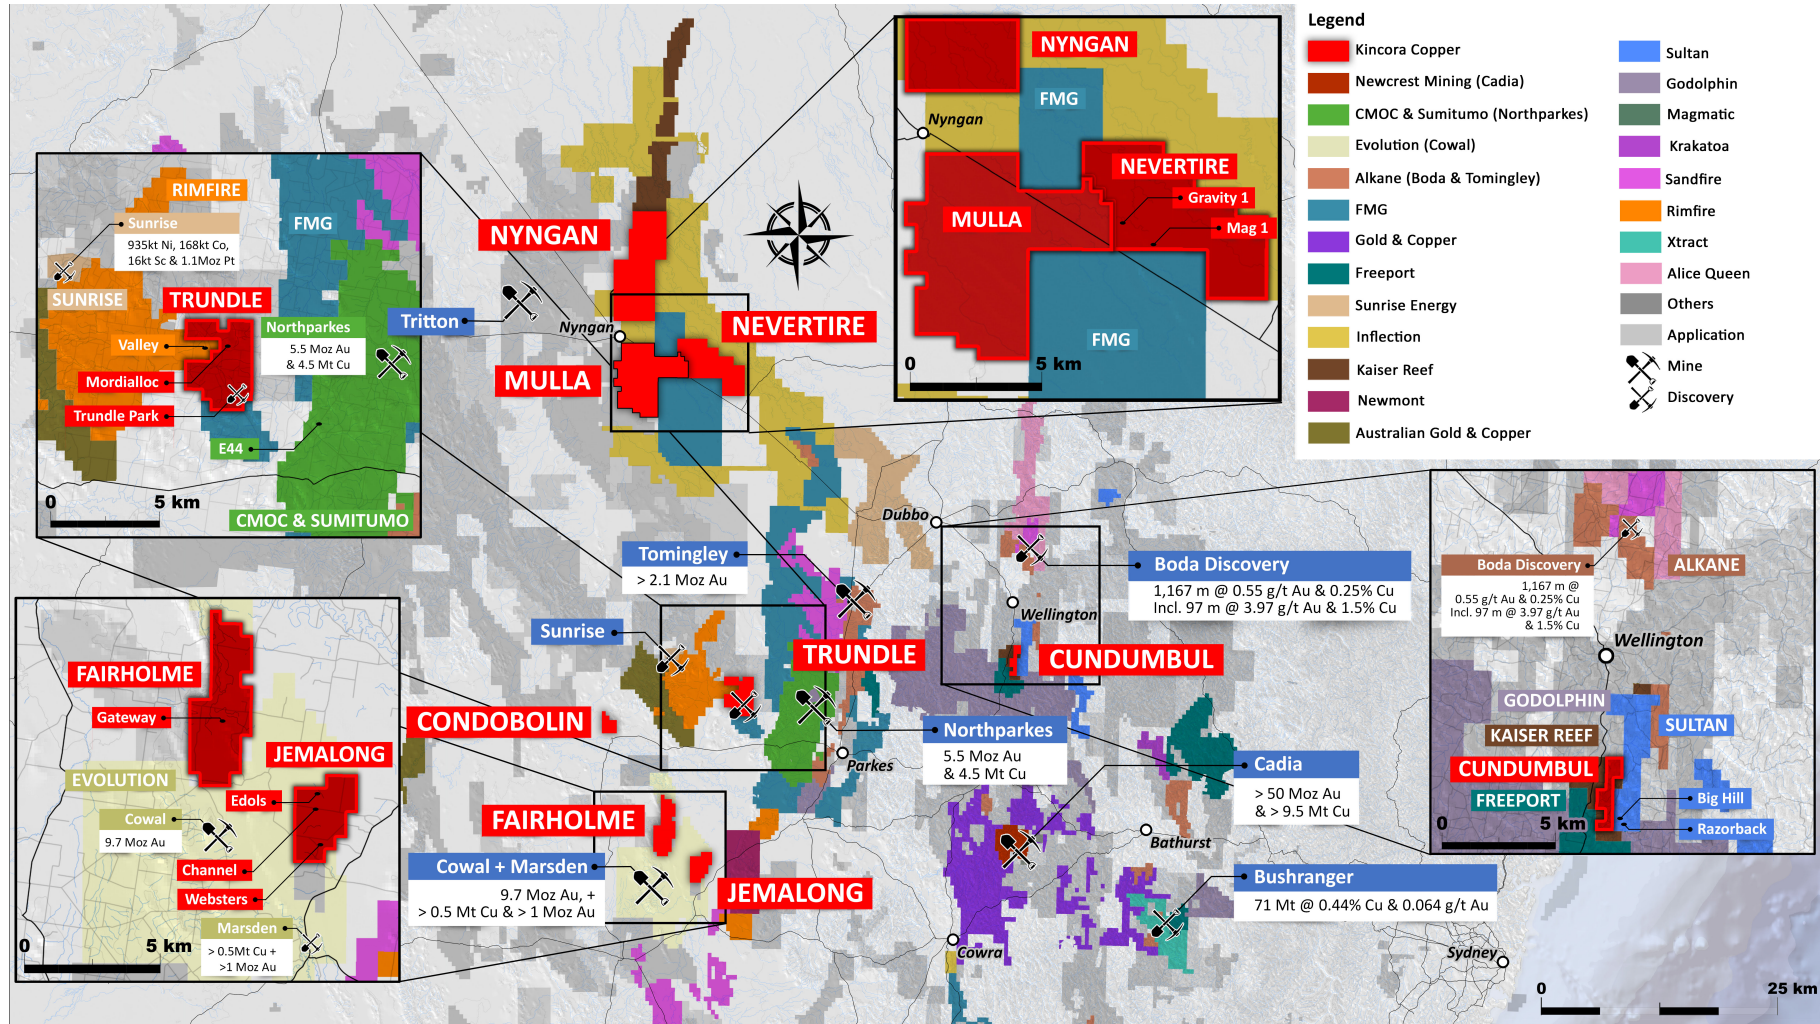 Legend
Kincora Copper
Newcrest Mining (Cadia)
CMOC & Sumitumo (Northparkes)
Evolution (Cowal)
Alkane (Boda & Tomingley)
FMG
Gold & Copper
Freeport
Sunrise Energy
Inflection
Kaiser Reef
Newmont
Australian Gold & Copper
Sultan
Godolphin
Magmatic
Krakatoa
Sandfire
Rimfire
Xtract
Alice Queen
Others
Application
Mine
Discovery
NYNGAN
FMG
Nyngan
NEVERTIRE
Gravity 1
MULLA
Mag 1
FMG
0 5 km
RIMFIRE
Sunrise
935kt Ni, 168kt Co,
16kt Sc & 1.1Moz Pt
FMG
SUNRISE
TRUNDLE
Northparkes
5.5 Moz Au
& 4.5 Mt Cu
Valley
Mordialloc
Trundle Park
E44
0 5 km
CMOC & SUMITUMO
NYNGAN
Tritton
Nyngan
NEVERTIRE
MULLA
Dubbo
Tomingley
> 2.1 Moz Au
Boda Discovery
1,167 m @ 0.55 g/t Au & 0.25% Cu
Incl. 97 m @ 3.97 g/t Au & 1.5% Cu
Wellington
Sunrise
TRUNDLE
CUNDUMBUL
CONDOBOLIN
Northparkes
5.5 Moz Au
& 4.5 Mt Cu
Parkes
Cadia
> 50 Moz Au
& > 9.5 Mt Cu
FAIRHOLME
Bathurst
Cowal + Marsden
9.7 Moz Au, +
> 0.5 Mt Cu & > 1 Moz Au
JEMALONG
Bushranger
71 Mt @ 0.44% Cu & 0.064 g/t Au
Cowra
Sydney
0 25 km
FAIRHOLME
Gateway
JEMALONG
EVOLUTION
Edols
Cowal
9.7 Moz Au
Channel
Websters
Marsden
> 0.5Mt Cu +
>1 Moz Au
0 5 km
Boda Discovery
1,167 m @
0.55 g/t Au & 0.25% Cu
Incl. 97 m @ 3.97 g/t Au
& 1.5% Cu
ALKANE
Wellington
GODOLPHIN
SULTAN
KAISER REEF
CUNDUMBUL
FREEPORT
Big Hill
Razorback
0 5 km